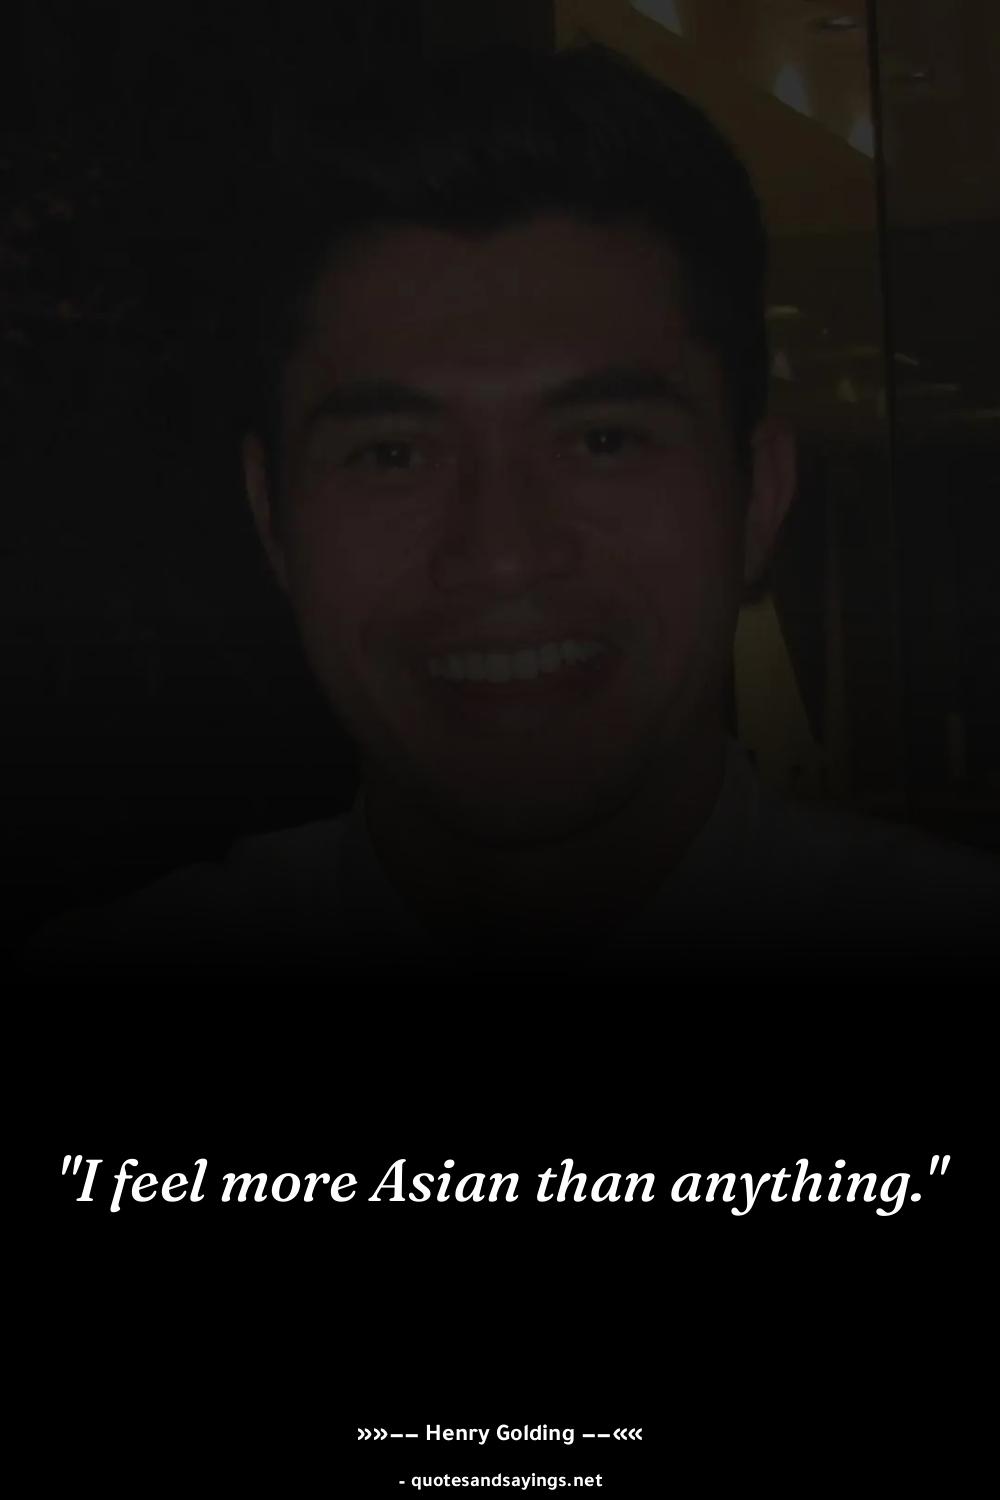 "I feel more Asian than anything."
»»−− Henry Golding −−««
- quotesandsayings.net